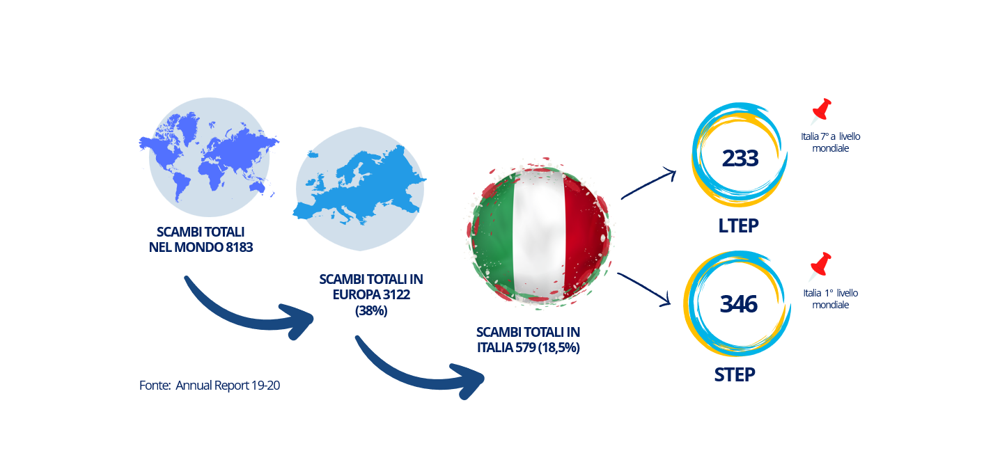 SCAMBI TOTALI
NEL MONDO 8183
SCAMBI TOTALI IN
EUROPA 3122
(38%)
SCAMBI TOTALI IN
ITALIA 579 (18,5%)
233
LTEP
Italia 7° a livello
mondiale
346
STEP
Italia 1° livello
mondiale
Fonte: Annual Report 19-20